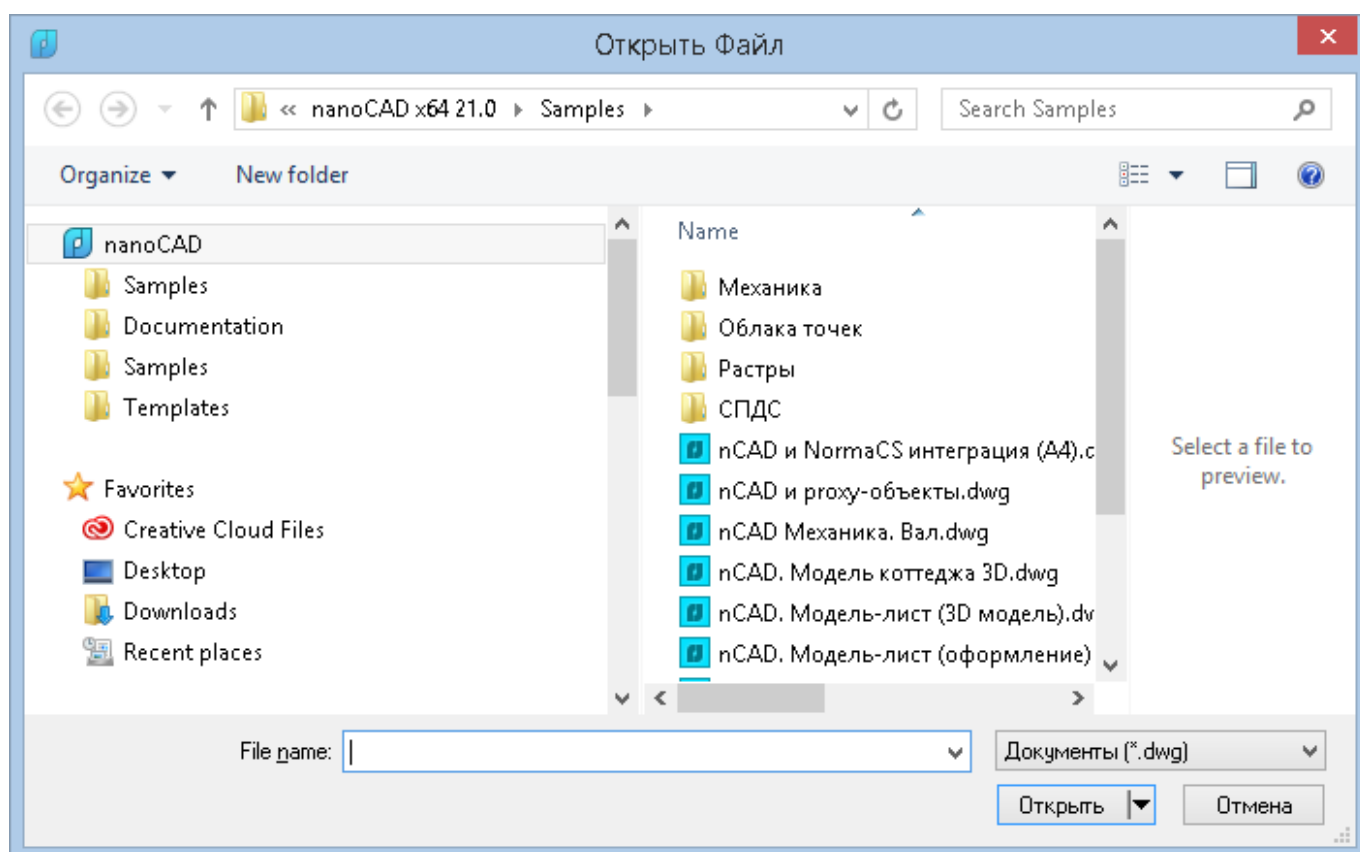 Открыть Файл
« nanoCAD x64 21.0 Samples
Search Samples
Organize
New folder
nanoCAD
Samples
Documentation
Samples
Templates
Favorites
Creative Cloud Files
Desktop
Downloads
Recent places
Name
Механика
Облака точек
Растры
СПДС
nCAD и NormaCS интеграция (A4).c
nCAD и proxy-объекты.dwg
nCAD Механика. Вал.dwg
nCAD. Модель коттеджа 3D.dwg
nCAD. Модель-лист (3D модель).dv
nCAD. Модель-лист (оформление)
Select a file to
preview.
File name:
Документы (*.dwg)
Открыть
Отмена